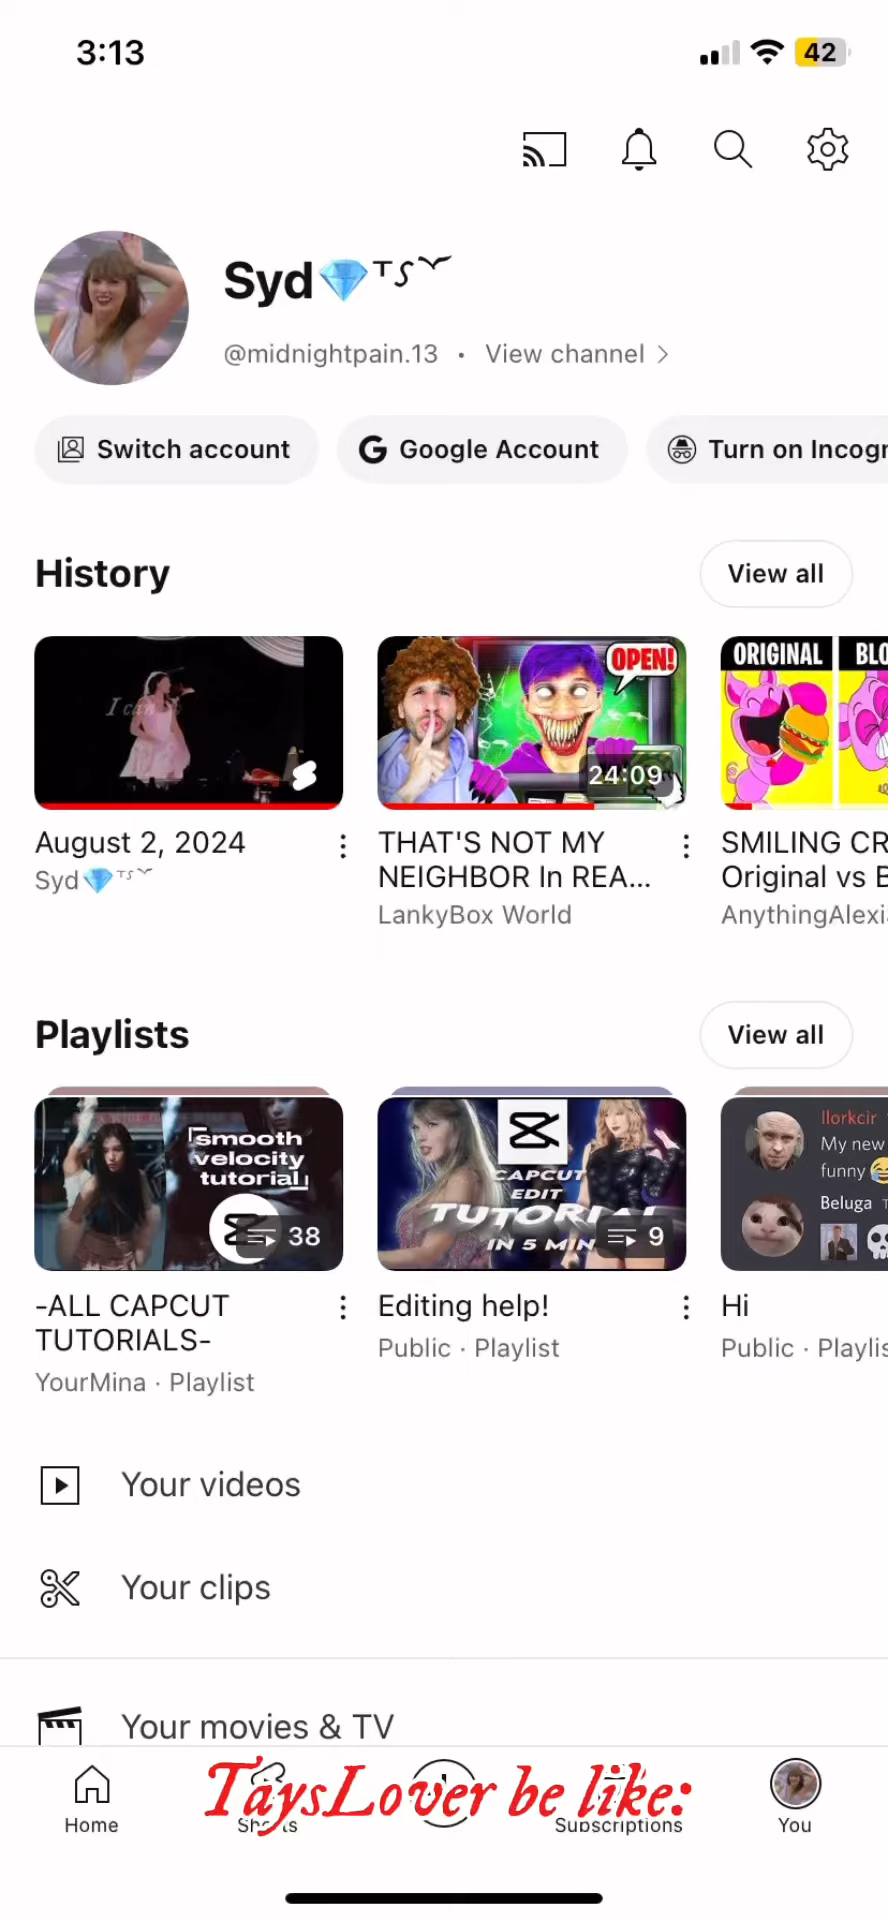 3:13
42
Syd💎ᵀˢ
@midnightpain.13 • View channel >
Switch account
Google Account
Turn on Incogn
History
View all
I can
OPEN!
24:09
ORIGINAL
BLO
August 2, 2024
Syd💎ᵀˢ
THAT'S NOT MY
NEIGHBOR In REA...
LankyBox World
SMILING CR
Original vs B
AnythingAlexi
Playlists
View all
smooth
velocity
tutorial
38
CAPCUT
EDIT
TUTORIAL
IN 5 MIN
9
llorkcir
My new
funny 😂
Beluga
-ALL CAPCUT
TUTORIALS-
YourMina · Playlist
Editing help!
Public · Playlist
Hi
Public · Playlis
Your videos
Your clips
Your movies & TV
TaysLover be like:
Home
Shorts
Subscriptions
You